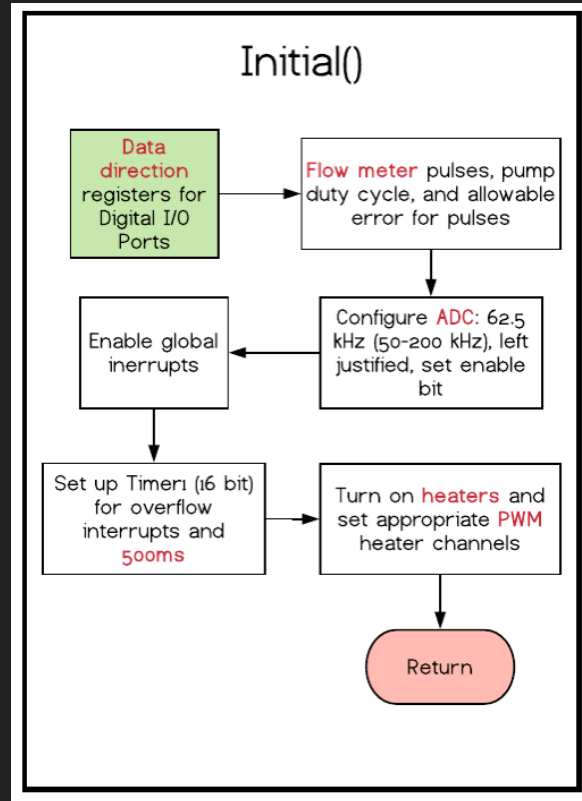 Initial()
Data
direction
registers for
Digital I/O
Ports
Flow meter pulses, pump
duty cycle, and allowable
error for pulses
Configure ADC: 62.5
kHz (50-200 kHz), left
justified, set enable
bit
Enable global
inerrupts
Set up Timer1 (16 bit)
for overflow
interrupts and
500ms
Turn on heaters and
set appropriate PWM
heater channels
Return